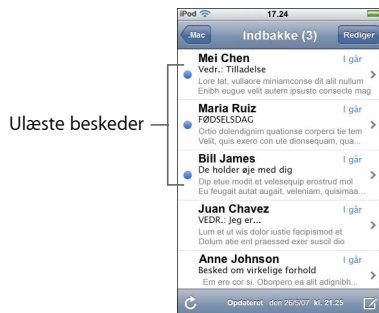 iPod 17.24
.Mac Indbakke (3) Rediger
Mei Chen I går
Vedr.: Tilladelse
Lore tat, vullaore miniamconse dit alit nullum
Enibh eugue velit autem ipsusto consecte mag
Ulæste beskeder
Maria Ruiz I går
FØDSELSDAG
Ortio dolendignim quationse corperci tie tem
Velit, quis exero con ute dionsequam, qua...
Bill James I går
De holder øje med dig
Dip etue modit et velesequip erostrud mol
Eu feugait autat augait, veleniam, quisimaa...
Juan Chavez I går
VEDR.: Jeg er...
Lum et ut wis dolor iustie facipismod et
Dolum atie ent praessed exer suscil dio
Anne Johnson I går
Besked om virkelige forhold
Em ero cor si. Oborpero ea alit adignibh...
Opdateret den 26/5/07 kl. 21.25